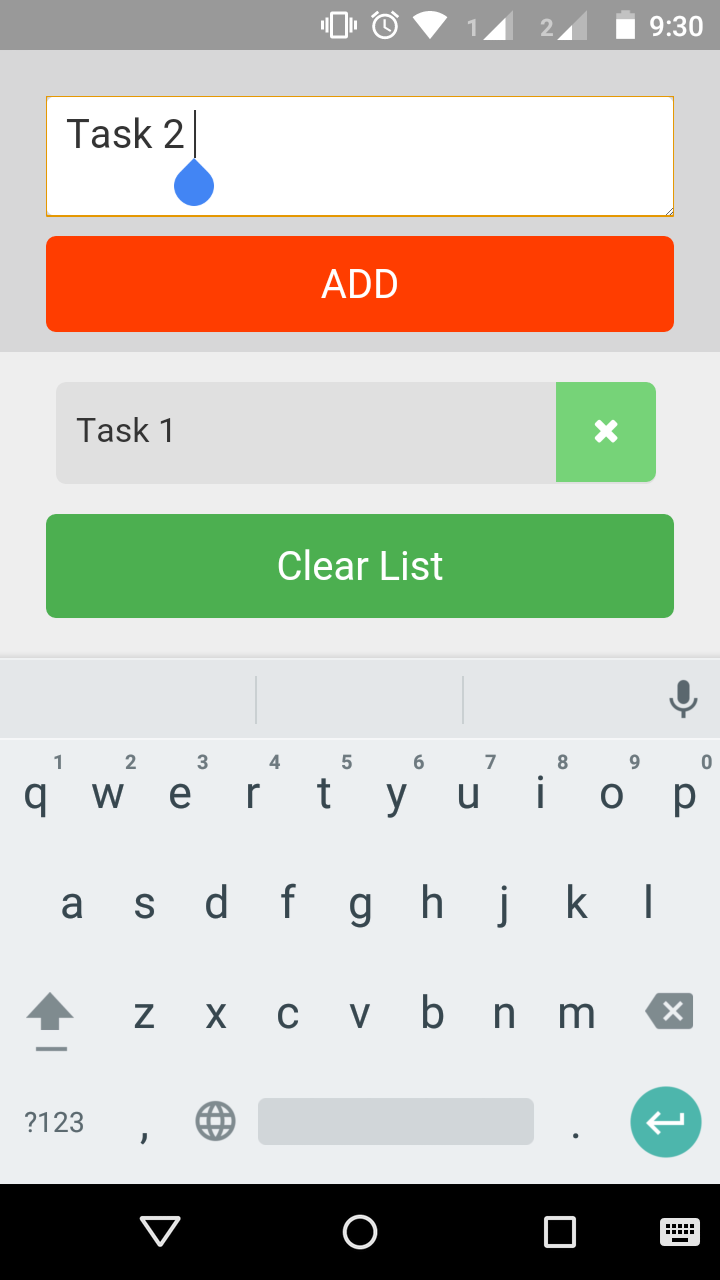 1 2 9:30
Task 2
ADD
Task 1
Clear List
1 2 3 4 5 6 7 8 9 0
q w e r t y u i o p
a s d f g h j k l
z x c v b n m
?123 , .